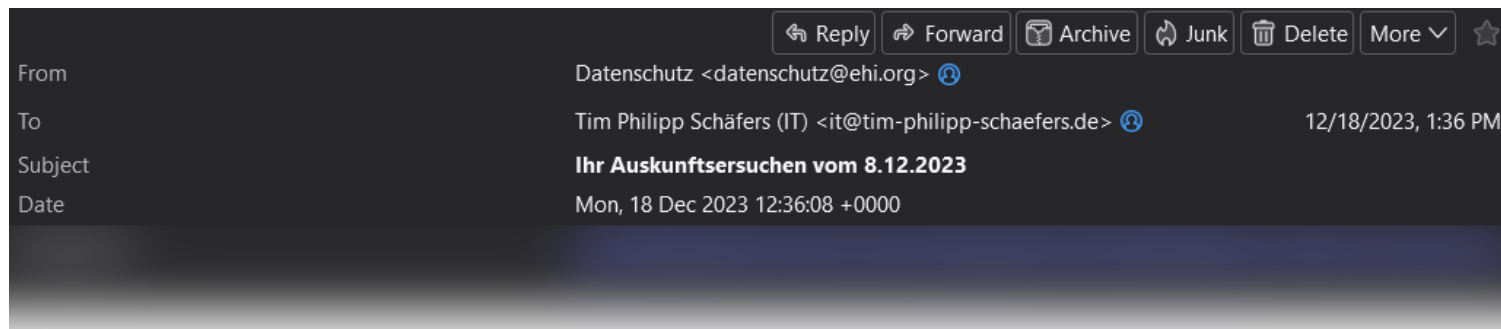 Reply Forward Archive Junk Delete More
From Datenschutz <datenschutz@ehi.org>
To Tim Philipp Schäfers (IT) <it@tim-philipp-schaefers.de> 12/18/2023, 1:36 PM
Subject Ihr Auskunftsersuchen vom 8.12.2023
Date Mon, 18 Dec 2023 12:36:08 +0000